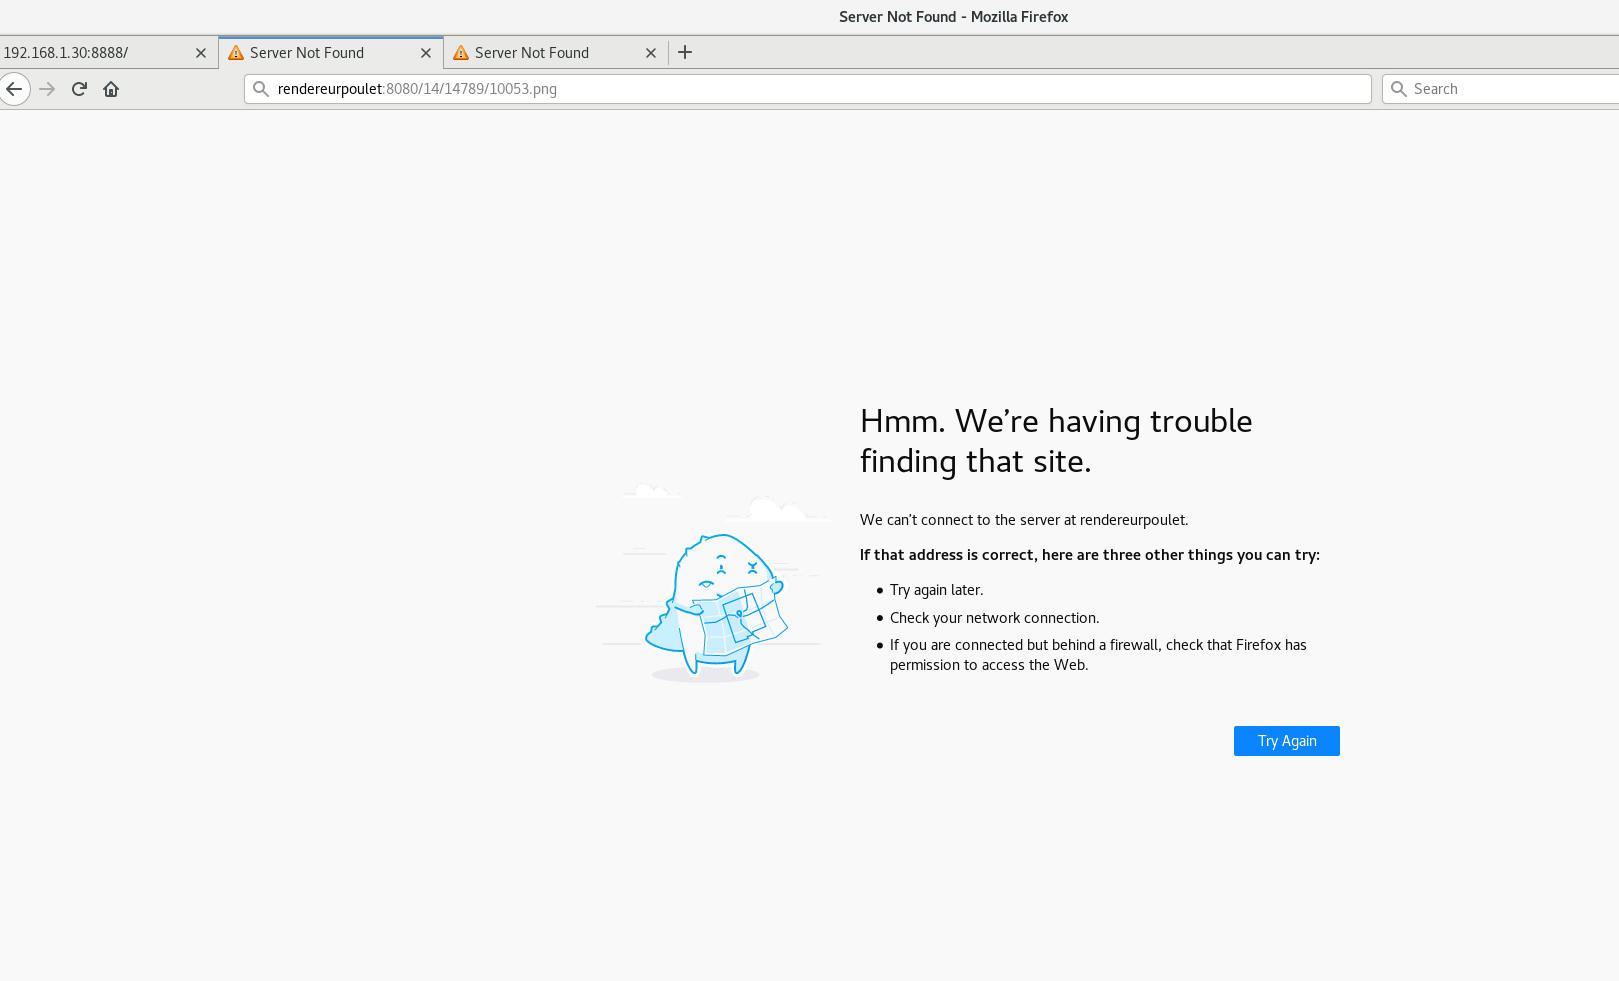 Server Not Found - Mozilla Firefox
192.168.1.30:8888/
Server Not Found
Server Not Found
rendereurpoulet:8080/14/14789/10053.png
Search
Hmm. We’re having trouble
finding that site.
We can’t connect to the server at rendereurpoulet.
If that address is correct, here are three other things you can try:
Try again later.
Check your network connection.
If you are connected but behind a firewall, check that Firefox has
permission to access the Web.
Try Again